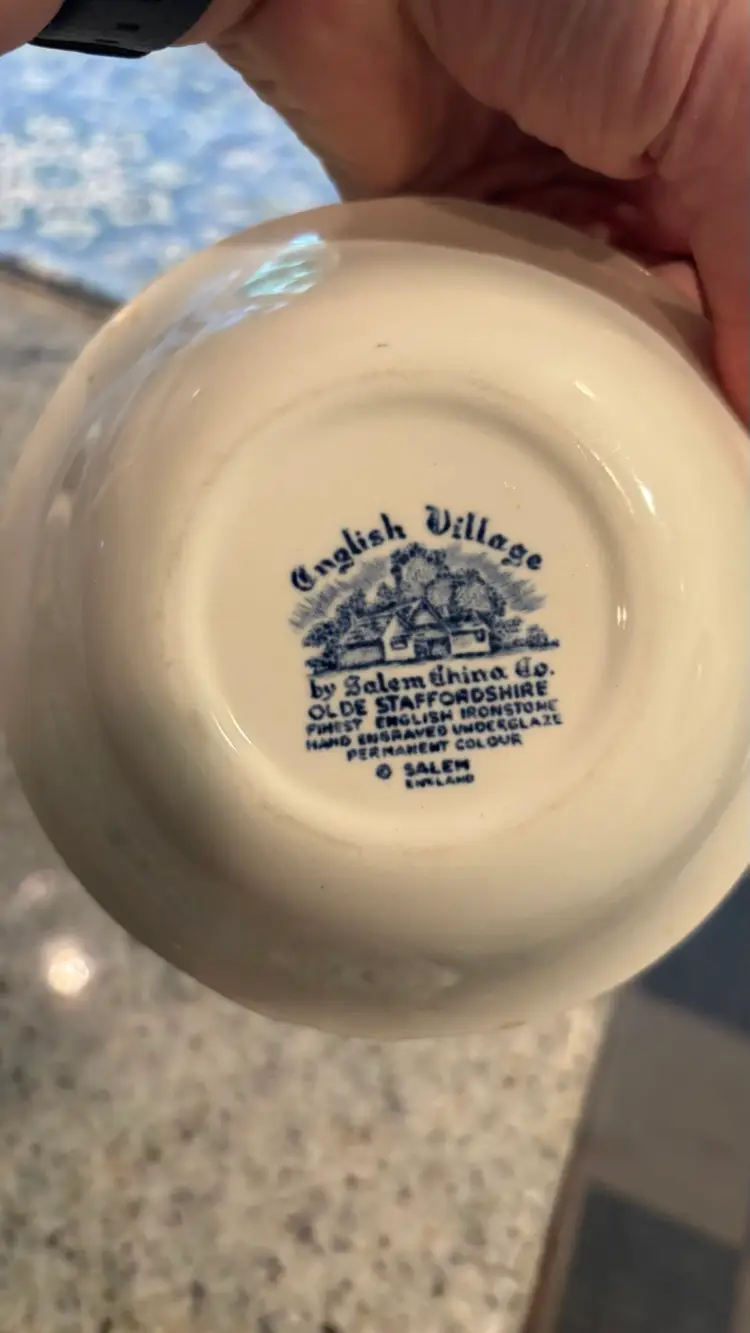 English Village
by Salem China Co.
OLDE STAFFORDSHIRE
FINEST ENGLISH IRONSTONE
HAND ENGRAVED UNDERGLAZE
PERMANENT COLOUR
© SALEM
ENGLAND